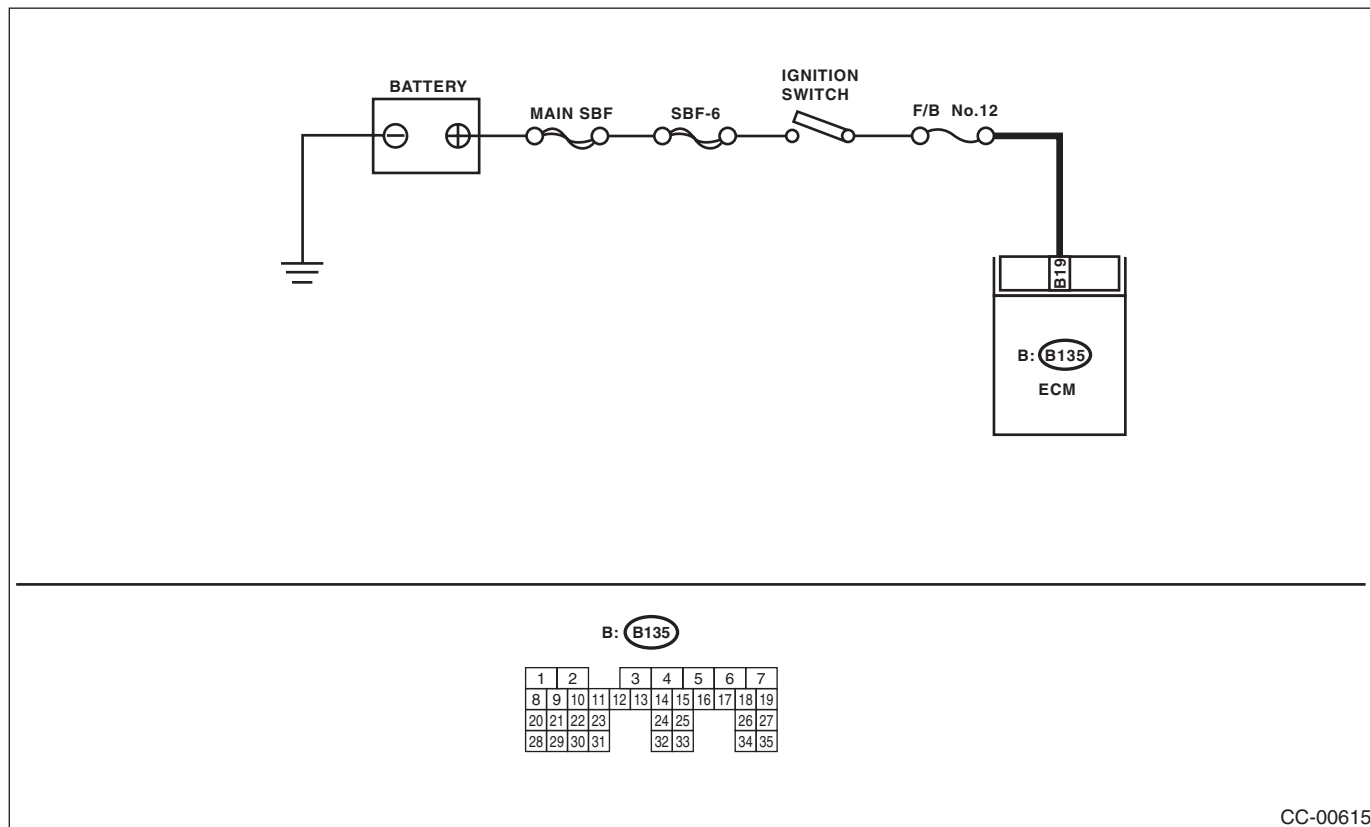 BATTERY
MAIN SBF
SBF-6
IGNITION
SWITCH
F/B No.12
B19
B: B135
ECM
B: B135
1 2 3 4 5 6 7
8 9 10 11 12 13 14 15 16 17 18 19
20 21 22 23 24 25 26 27
28 29 30 31 32 33 34 35
CC-00615